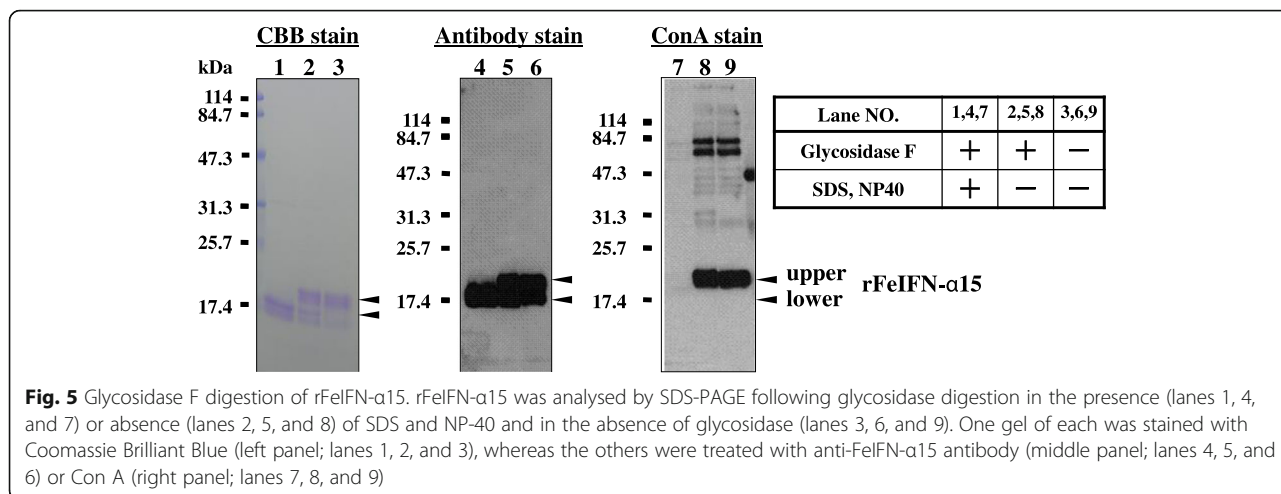 CBB stain
Antibody stain
ConA stain
kDa
1 2 3
4 5 6
7 8 9
114
84.7
47.3
31.3
25.7
17.4
114
84.7
47.3
31.3
25.7
17.4
114
84.7
47.3
31.3
25.7
17.4
upper
lower
rFeIFN-α15
Lane NO. 1,4,7 2,5,8 3,6,9
Glycosidase F + + −
SDS, NP40 + − −
Fig. 5 Glycosidase F digestion of rFeIFN-α15. rFeIFN-α15 was analysed by SDS-PAGE following glycosidase digestion in the presence (lanes 1, 4,
and 7) or absence (lanes 2, 5, and 8) of SDS and NP-40 and in the absence of glycosidase (lanes 3, 6, and 9). One gel of each was stained with
Coomassie Brilliant Blue (left panel; lanes 1, 2, and 3), whereas the others were treated with anti-FeIFN-α15 antibody (middle panel; lanes 4, 5, and
6) or Con A (right panel; lanes 7, 8, and 9)